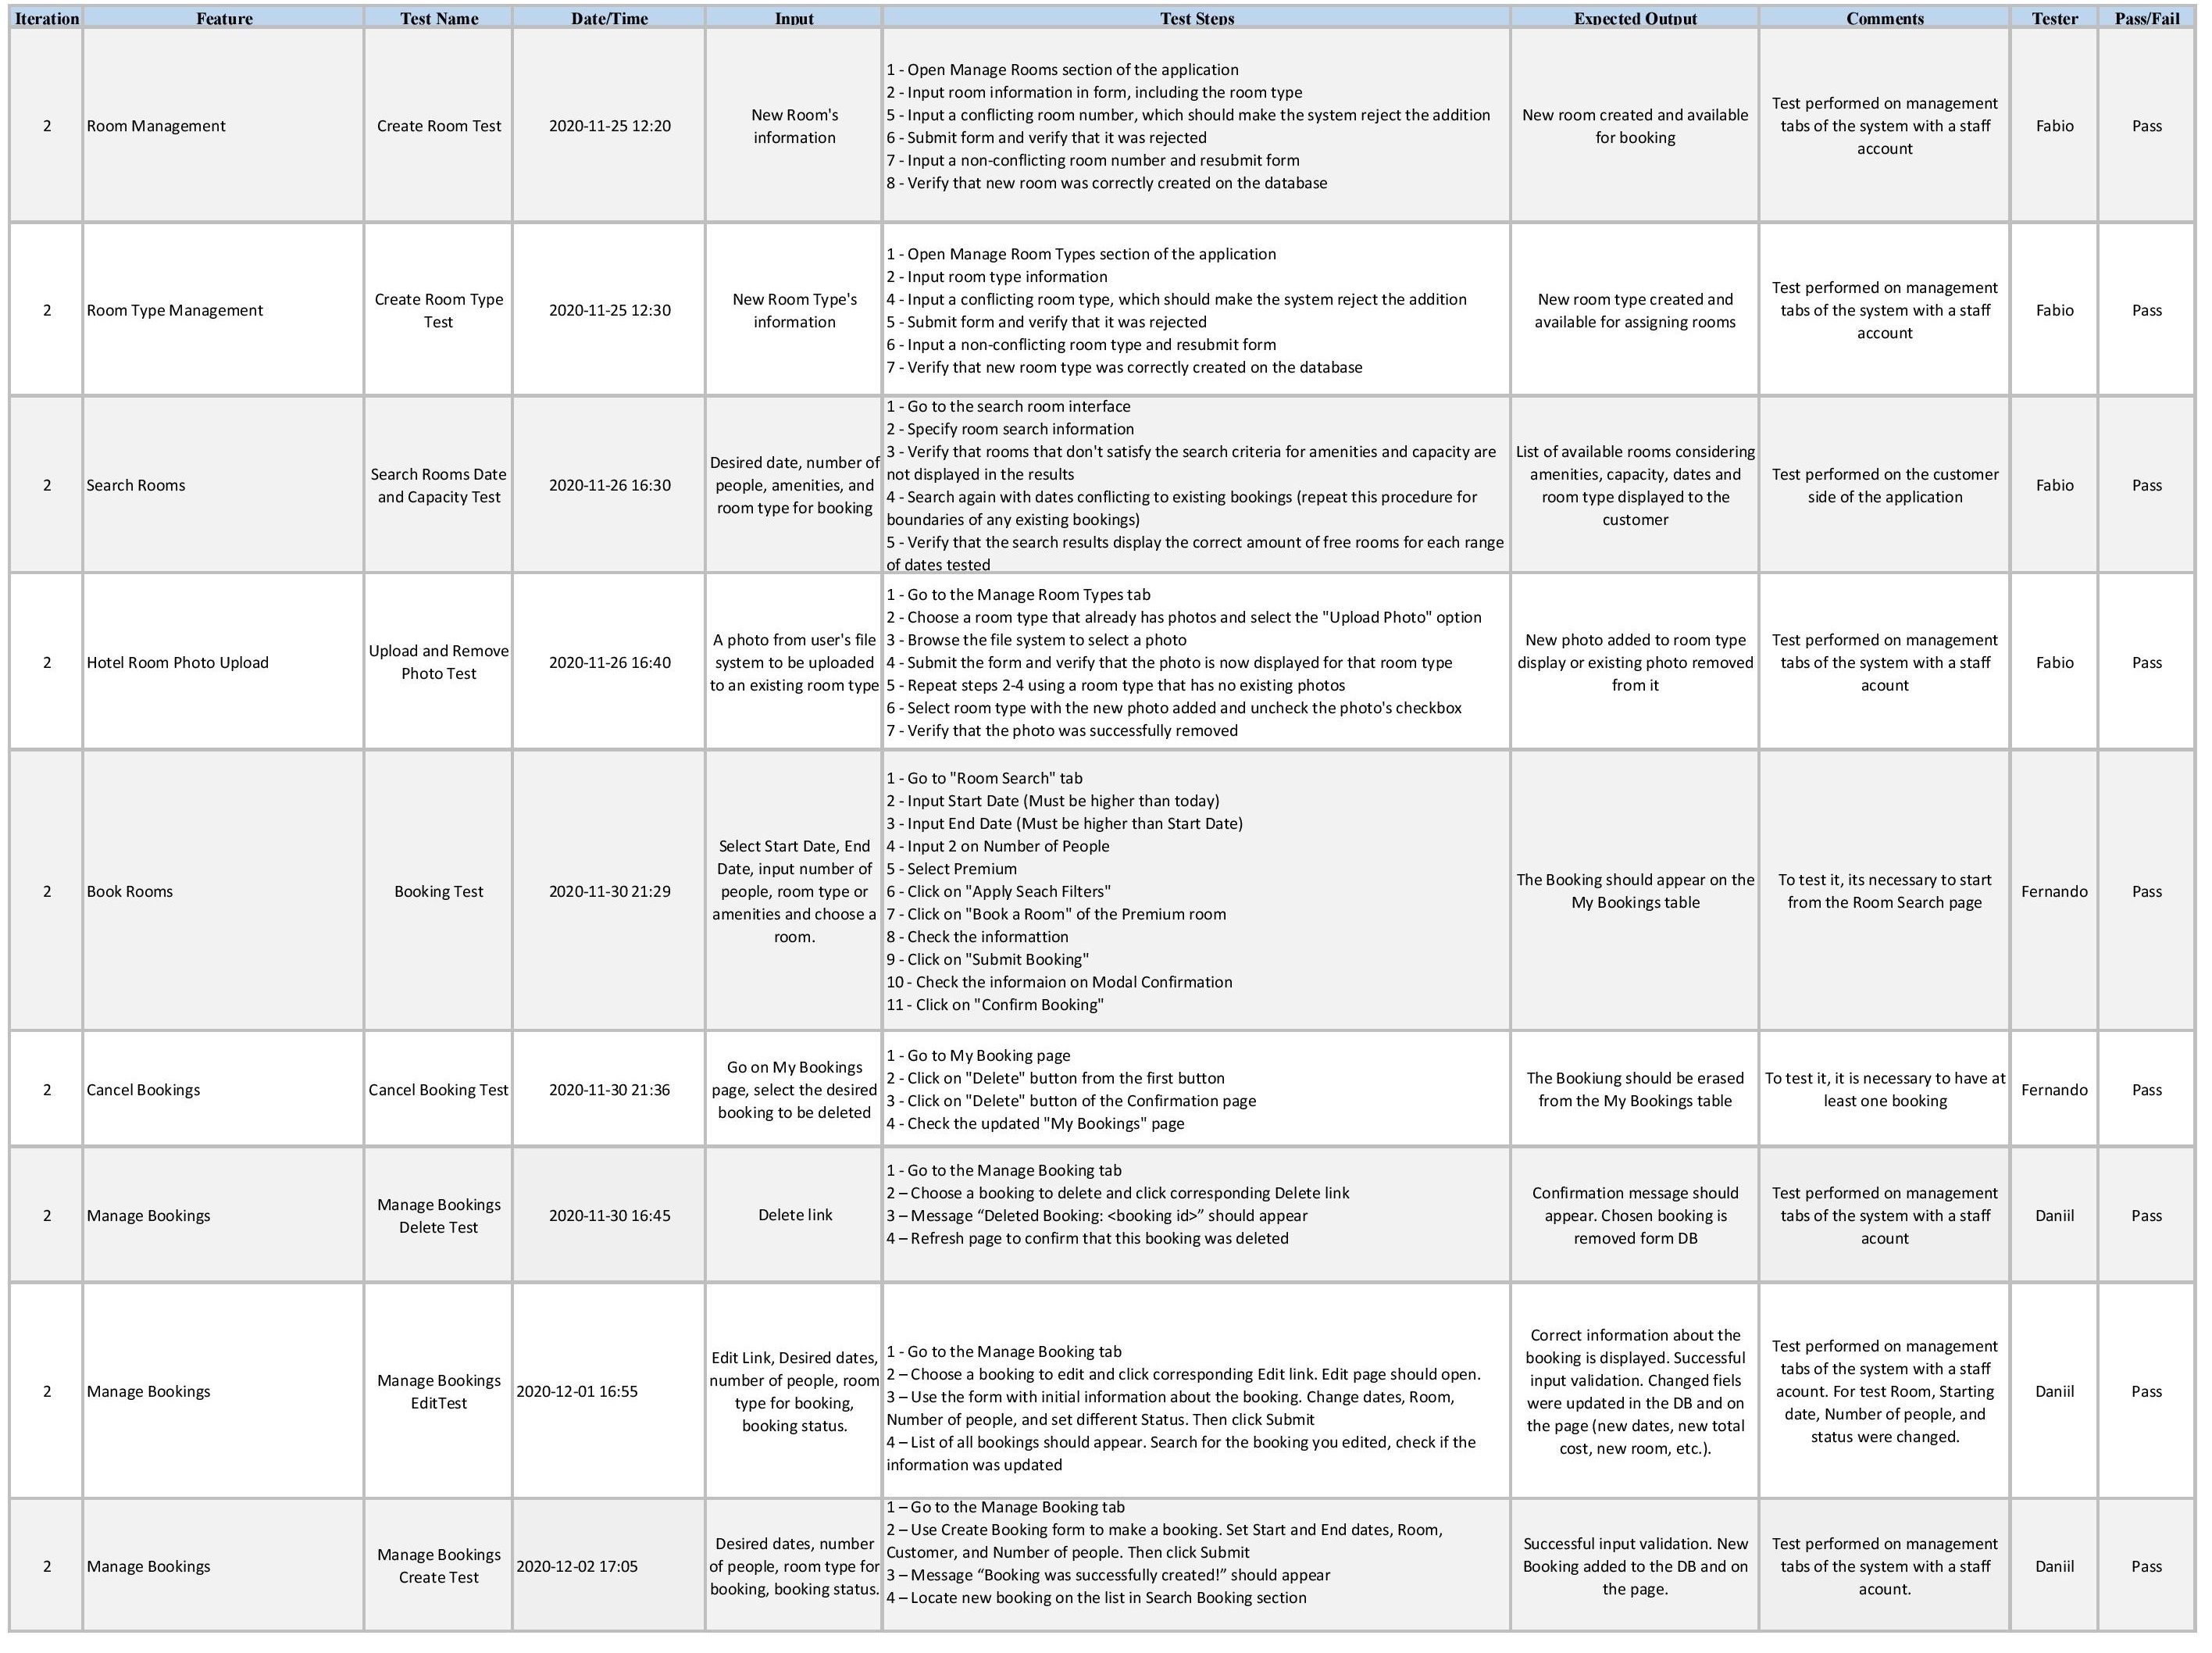 Iteration Feature Test Name Date/Time Input Test Steps Expected Output Comments Tester Pass/Fail
2
Room Management
Create Room Test
2020-11-25 12:20
New Room's
information
1 - Open Manage Rooms section of the application
2 - Input room information in form, including the room type
5 - Input a conflicting room number, which should make the system reject the addition
6 - Submit form and verify that it was rejected
7 - Input a non-conflicting room number and resubmit form
8 - Verify that new room was correctly created on the database
New room created and available
for booking
Test performed on management
tabs of the system with a staff
account
Fabio
Pass
2
Room Type Management
Create Room Type
Test
2020-11-25 12:30
New Room Type's
information
1 - Open Manage Room Types section of the application
2 - Input room type information
4 - Input a conflicting room type, which should make the system reject the addition
5 - Submit form and verify that it was rejected
6 - Input a non-conflicting room type and resubmit form
7 - Verify that new room type was correctly created on the database
New room type created and
available for assigning rooms
Test performed on management
tabs of the system with a staff
account
Fabio
Pass
2
Search Rooms
Search Rooms Date
and Capacity Test
2020-11-26 16:30
Desired date, number of
people, amenities, and
room type for booking
1 - Go to the search room interface
2 - Specify room search information
3 - Verify that rooms that don't satisfy the search criteria for amenities and capacity are
not displayed in the results
4 - Search again with dates conflicting to existing bookings (repeat this procedure for
boundaries of any existing bookings)
5 - Verify that the search results display the correct amount of free rooms for each range
of dates tested
List of available rooms considering
amenities, capacity, dates and
room type displayed to the
customer
Test performed on the customer
side of the application
Fabio
Pass
2
Hotel Room Photo Upload
Upload and Remove
Photo Test
2020-11-26 16:40
A photo from user's file
system to be uploaded
to an existing room type
1 - Go to the Manage Room Types tab
2 - Choose a room type that already has photos and select the "Upload Photo" option
3 - Browse the file system to select a photo
4 - Submit the form and verify that the photo is now displayed for that room type
5 - Repeat steps 2-4 using a room type that has no existing photos
6 - Select room type with the new photo added and uncheck the photo's checkbox
7 - Verify that the photo was successfully removed
New photo added to room type
display or existing photo removed
from it
Test performed on management
tabs of the system with a staff
acount
Fabio
Pass
2
Book Rooms
Booking Test
2020-11-30 21:29
Select Start Date, End
Date, input number of
people, room type or
amenities and choose a
room.
1 - Go to "Room Search" tab
2 - Input Start Date (Must be higher than today)
3 - Input End Date (Must be higher than Start Date)
4 - Input 2 on Number of People
5 - Select Premium
6 - Click on "Apply Seach Filters"
7 - Click on "Book a Room" of the Premium room
8 - Check the informattion
9 - Click on "Submit Booking"
10 - Check the informaion on Modal Confirmation
11 - Click on "Confirm Booking"
The Booking should appear on the
My Bookings table
To test it, its necessary to start
from the Room Search page
Fernando
Pass
2
Cancel Bookings
Cancel Booking Test
2020-11-30 21:36
Go on My Bookings
page, select the desired
booking to be deleted
1 - Go to My Booking page
2 - Click on "Delete" button from the first button
3 - Click on "Delete" button of the Confirmation page
4 - Check the updated "My Bookings" page
The Bookiung should be erased
from the My Bookings table
To test it, it is necessary to have at
least one booking
Fernando
Pass
2
Manage Bookings
Manage Bookings
Delete Test
2020-11-30 16:45
Delete link
1 - Go to the Manage Booking tab
2 – Choose a booking to delete and click corresponding Delete link
3 – Message “Deleted Booking: <booking id>” should appear
4 – Refresh page to confirm that this booking was deleted
Confirmation message should
appear. Chosen booking is
removed form DB
Test performed on management
tabs of the system with a staff
acount
Daniil
Pass
2
Manage Bookings
Manage Bookings
EditTest
2020-12-01 16:55
Edit Link, Desired dates,
number of people, room
type for booking,
booking status.
1 - Go to the Manage Booking tab
2 – Choose a booking to edit and click corresponding Edit link. Edit page should open.
3 – Use the form with initial information about the booking. Change dates, Room,
Number of people, and set different Status. Then click Submit
4 – List of all bookings should appear. Search for the booking you edited, check if the
information was updated
Correct information about the
booking is displayed. Successful
input validation. Changed fiels
were updated in the DB and on
the page (new dates, new total
cost, new room, etc.).
Test performed on management
tabs of the system with a staff
acount. For test Room, Starting
date, Number of people, and
status were changed.
Daniil
Pass
2
Manage Bookings
Manage Bookings
Create Test
2020-12-02 17:05
Desired dates, number
of people, room type for
booking, booking status.
1 – Go to the Manage Booking tab
2 – Use Create Booking form to make a booking. Set Start and End dates, Room,
Customer, and Number of people. Then click Submit
3 – Message “Booking was successfully created!” should appear
4 – Locate new booking on the list in Search Booking section
Successful input validation. New
Booking added to the DB and on
the page.
Test performed on management
tabs of the system with a staff
acount.
Daniil
Pass